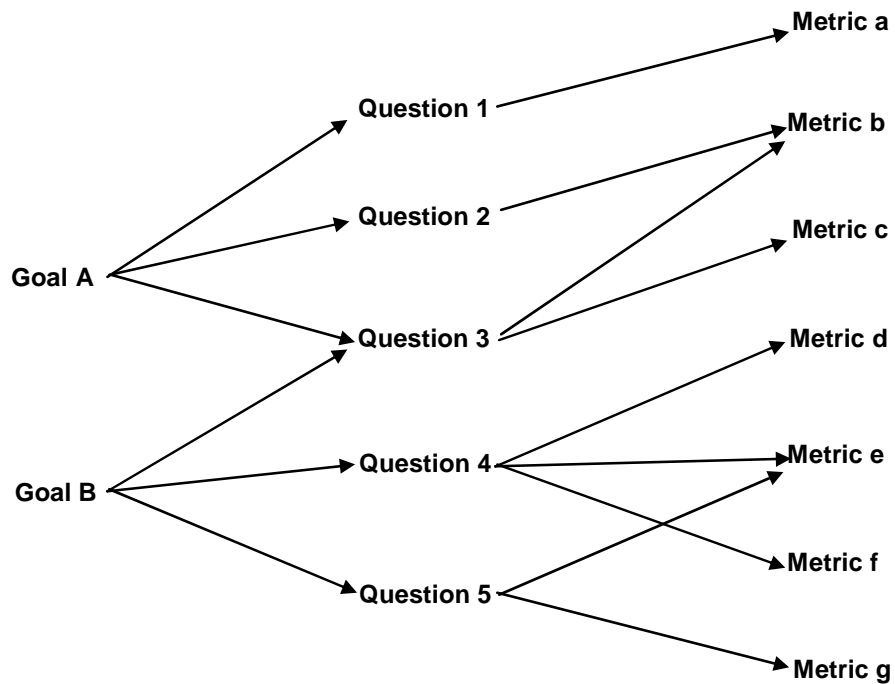 Metric a
Question 1
Metric b
Question 2
Metric c
Goal A
Question 3
Metric d
Question 4
Metric e
Goal B
Metric f
Question 5
Metric g